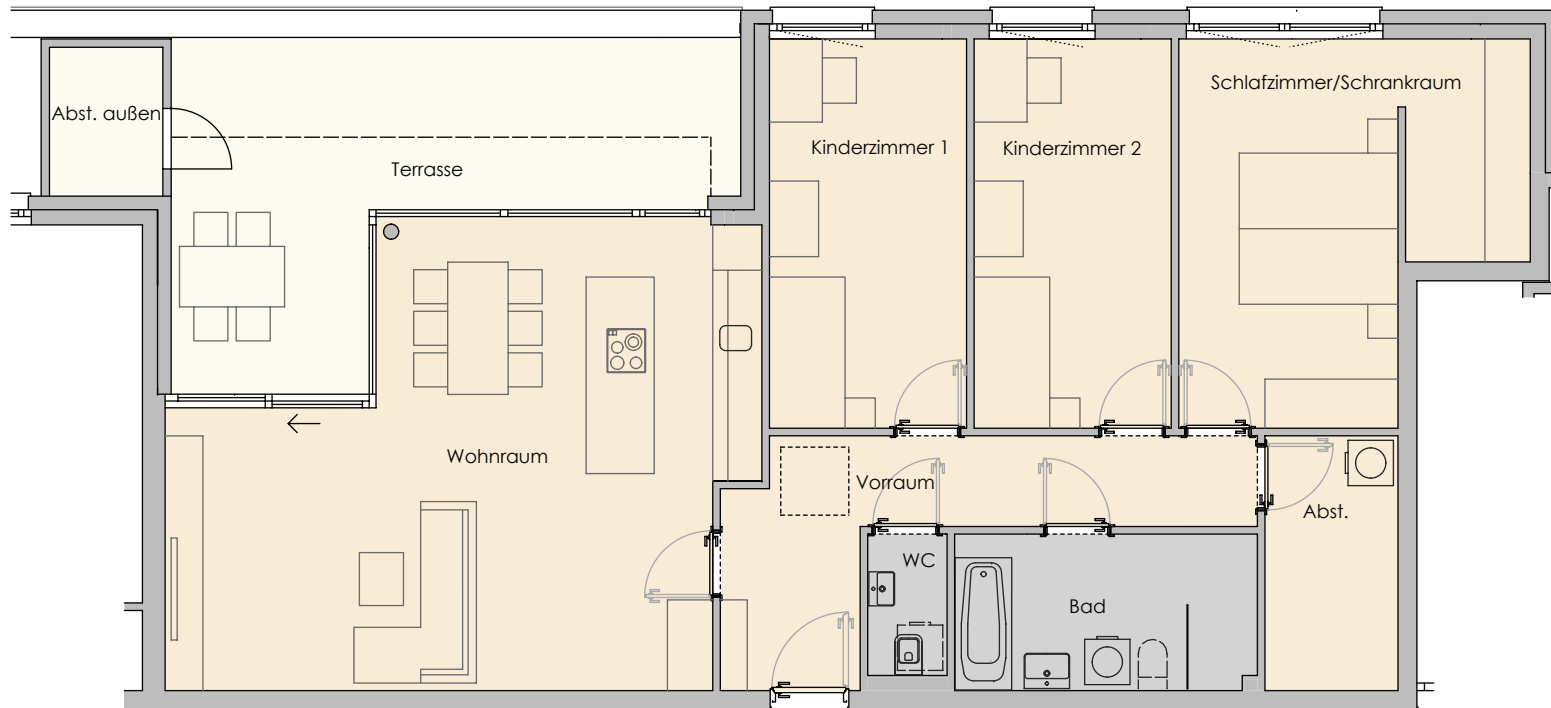 Schlafzimmer/Schrankraum
Abst. außen
Kinderzimmer 1
Kinderzimmer 2
Terrasse
Wohnraum
Vorraum
Abst.
WC
Bad